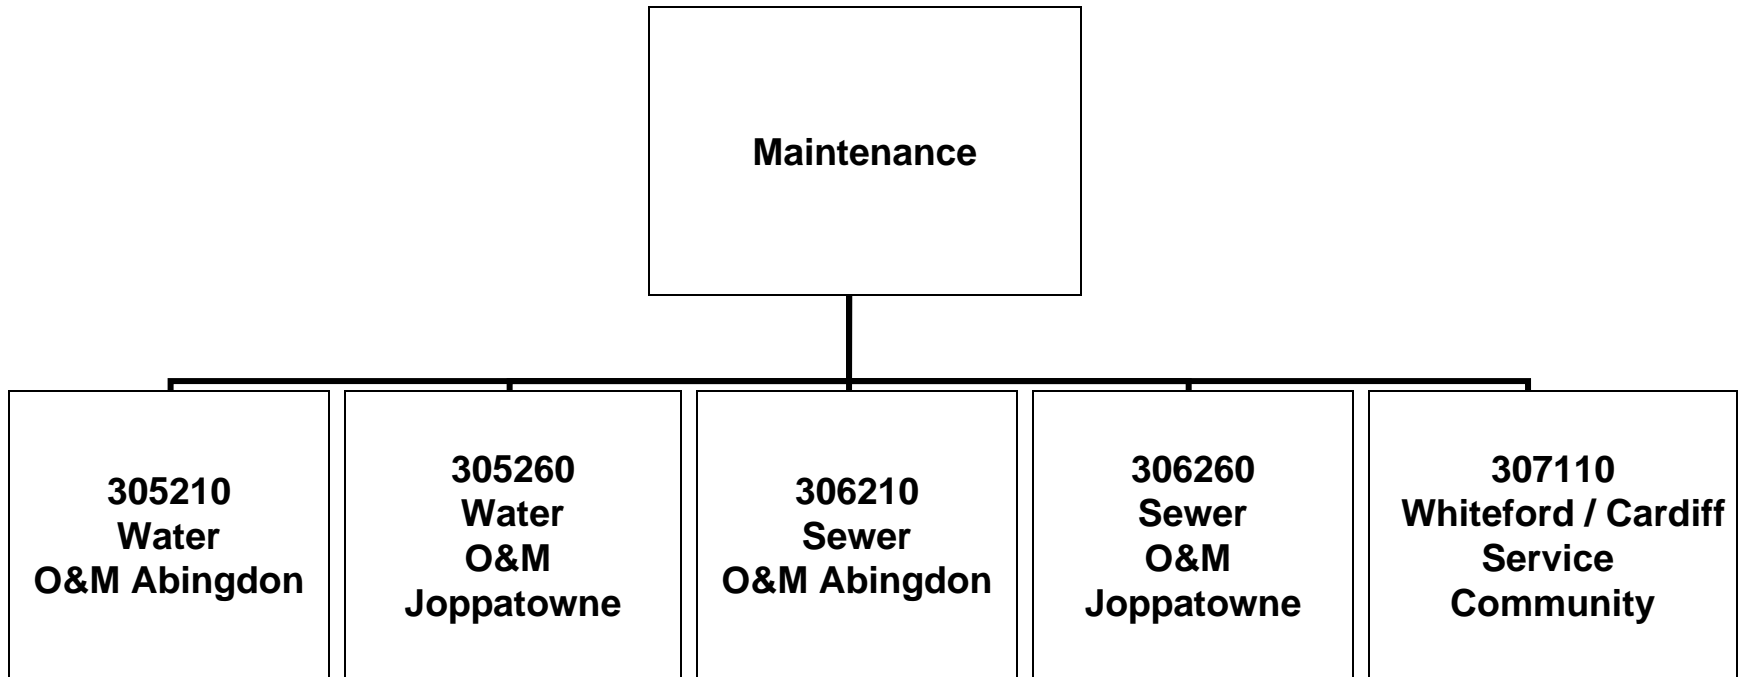 Maintenance
305210
Water
O&M Abingdon
305260
Water
O&M
Joppatowne
306210
Sewer
O&M Abingdon
306260
Sewer
O&M
Joppatowne
307110
Whiteford / Cardiff
Service
Community